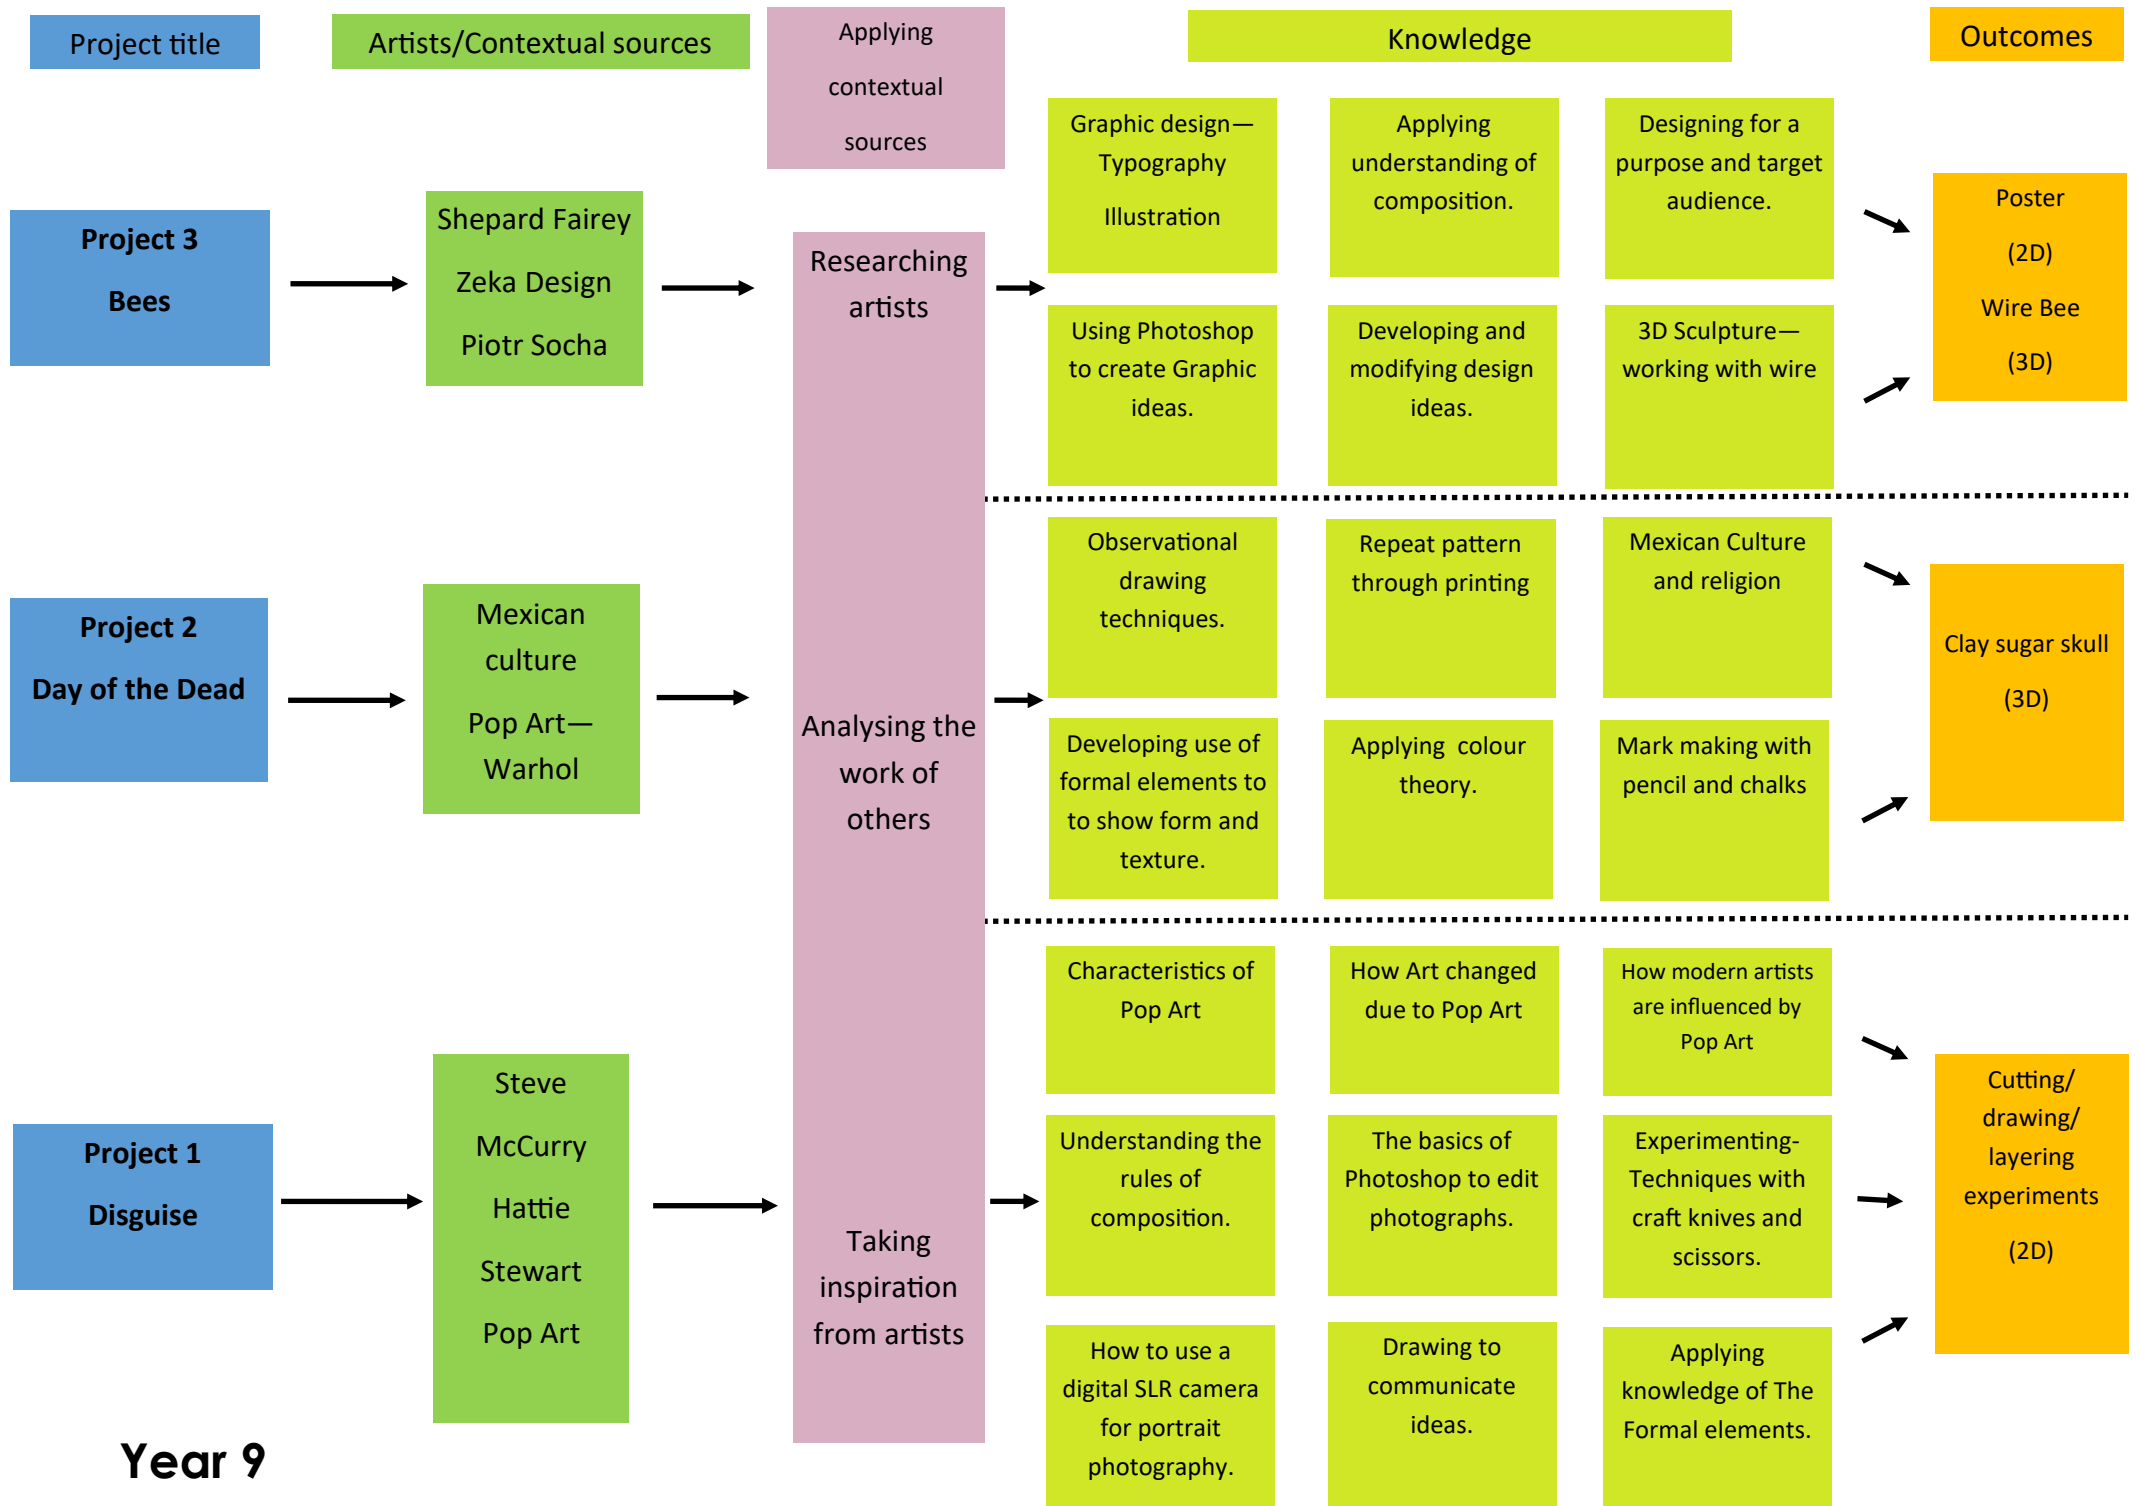 Project title
Artists/Contextual sources
Applying
contextual
sources
Knowledge
Outcomes
Project 3
Bees
Shepard Fairey
Zeka Design
Piotr Socha
Researching
artists
Graphic design—
Typography
Illustration
Applying
understanding of
composition.
Designing for a
purpose and target
audience.
Using Photoshop
to create Graphic
ideas.
Developing and
modifying design
ideas.
3D Sculpture—
working with wire
Poster
(2D)
Wire Bee
(3D)
Project 2
Day of the Dead
Mexican
culture
Pop Art—
Warhol
Analysing the
work of
others
Observational
drawing
techniques.
Repeat pattern
through printing
Mexican Culture
and religion
Developing use of
formal elements to
to show form and
texture.
Applying  colour
theory.
Mark making with
pencil and chalks
Clay sugar skull
(3D)
Project 1
Disguise
Steve
McCurry
Hattie
Stewart
Pop Art
Taking
inspiration
from artists
Characteristics of
Pop Art
How Art changed
due to Pop Art
How modern artists
are influenced by
Pop Art
Understanding the
rules of
composition.
The basics of
Photoshop to edit
photographs.
Experimenting-
Techniques with
craft knives and
scissors.
How to use a
digital SLR camera
for portrait
photography.
Drawing to
communicate
ideas.
Applying
knowledge of The
Formal elements.
Cutting/
drawing/
layering
experiments
(2D)
Year 9